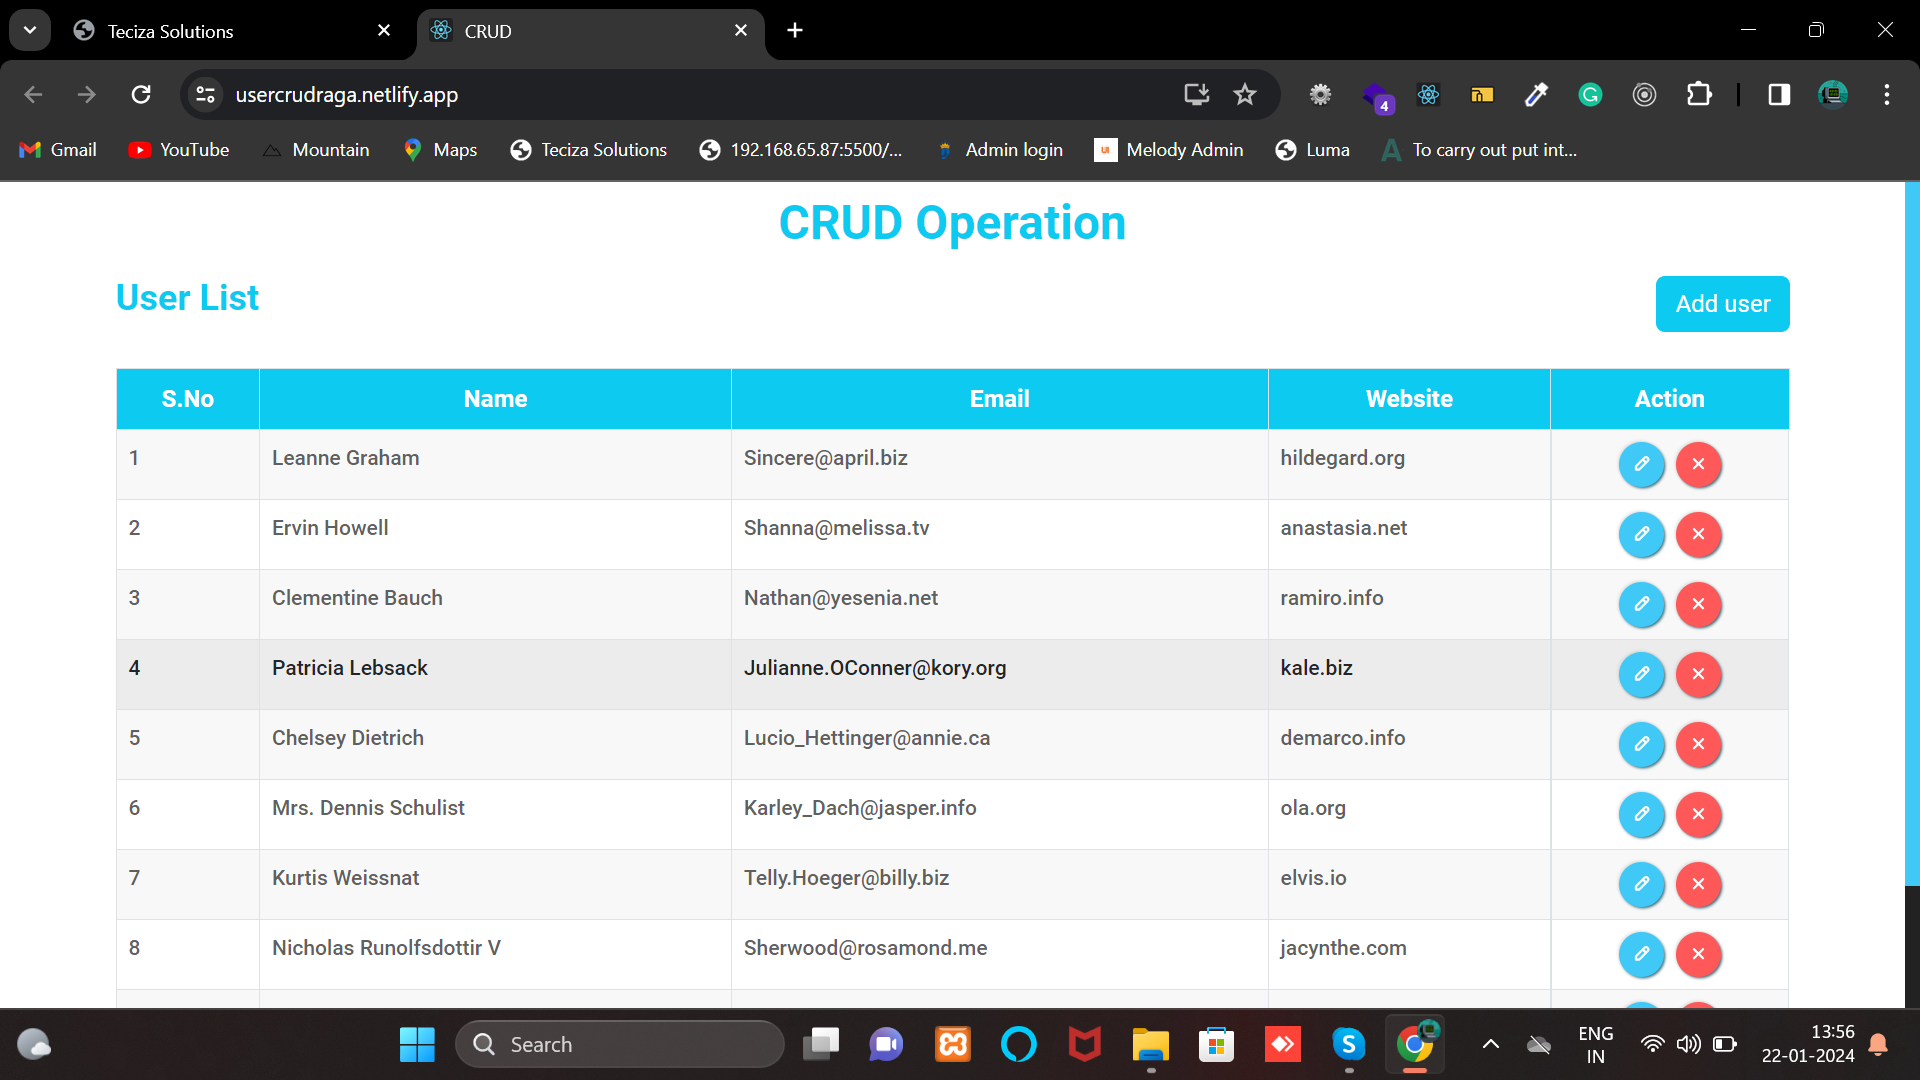 Teciza Solutions
CRUD
usercrudraga.netlify.app
4
Gmail
YouTube
Mountain
Maps
Teciza Solutions
192.168.65.87:5500/...
Admin login
UI
Melody Admin
Luma
To carry out put int...
CRUD Operation
User List
Add user
S.No Name Email Website Action
1 Leanne Graham Sincere@april.biz hildegard.org
2 Ervin Howell Shanna@melissa.tv anastasia.net
3 Clementine Bauch Nathan@yesenia.net ramiro.info
4 Patricia Lebsack Julianne.OConner@kory.org kale.biz
5 Chelsey Dietrich Lucio_Hettinger@annie.ca demarco.info
6 Mrs. Dennis Schulist Karley_Dach@jasper.info ola.org
7 Kurtis Weissnat Telly.Hoeger@billy.biz elvis.io
8 Nicholas Runolfsdottir V Sherwood@rosamond.me jacynthe.com
Search
ENG
IN
13:56
22-01-2024